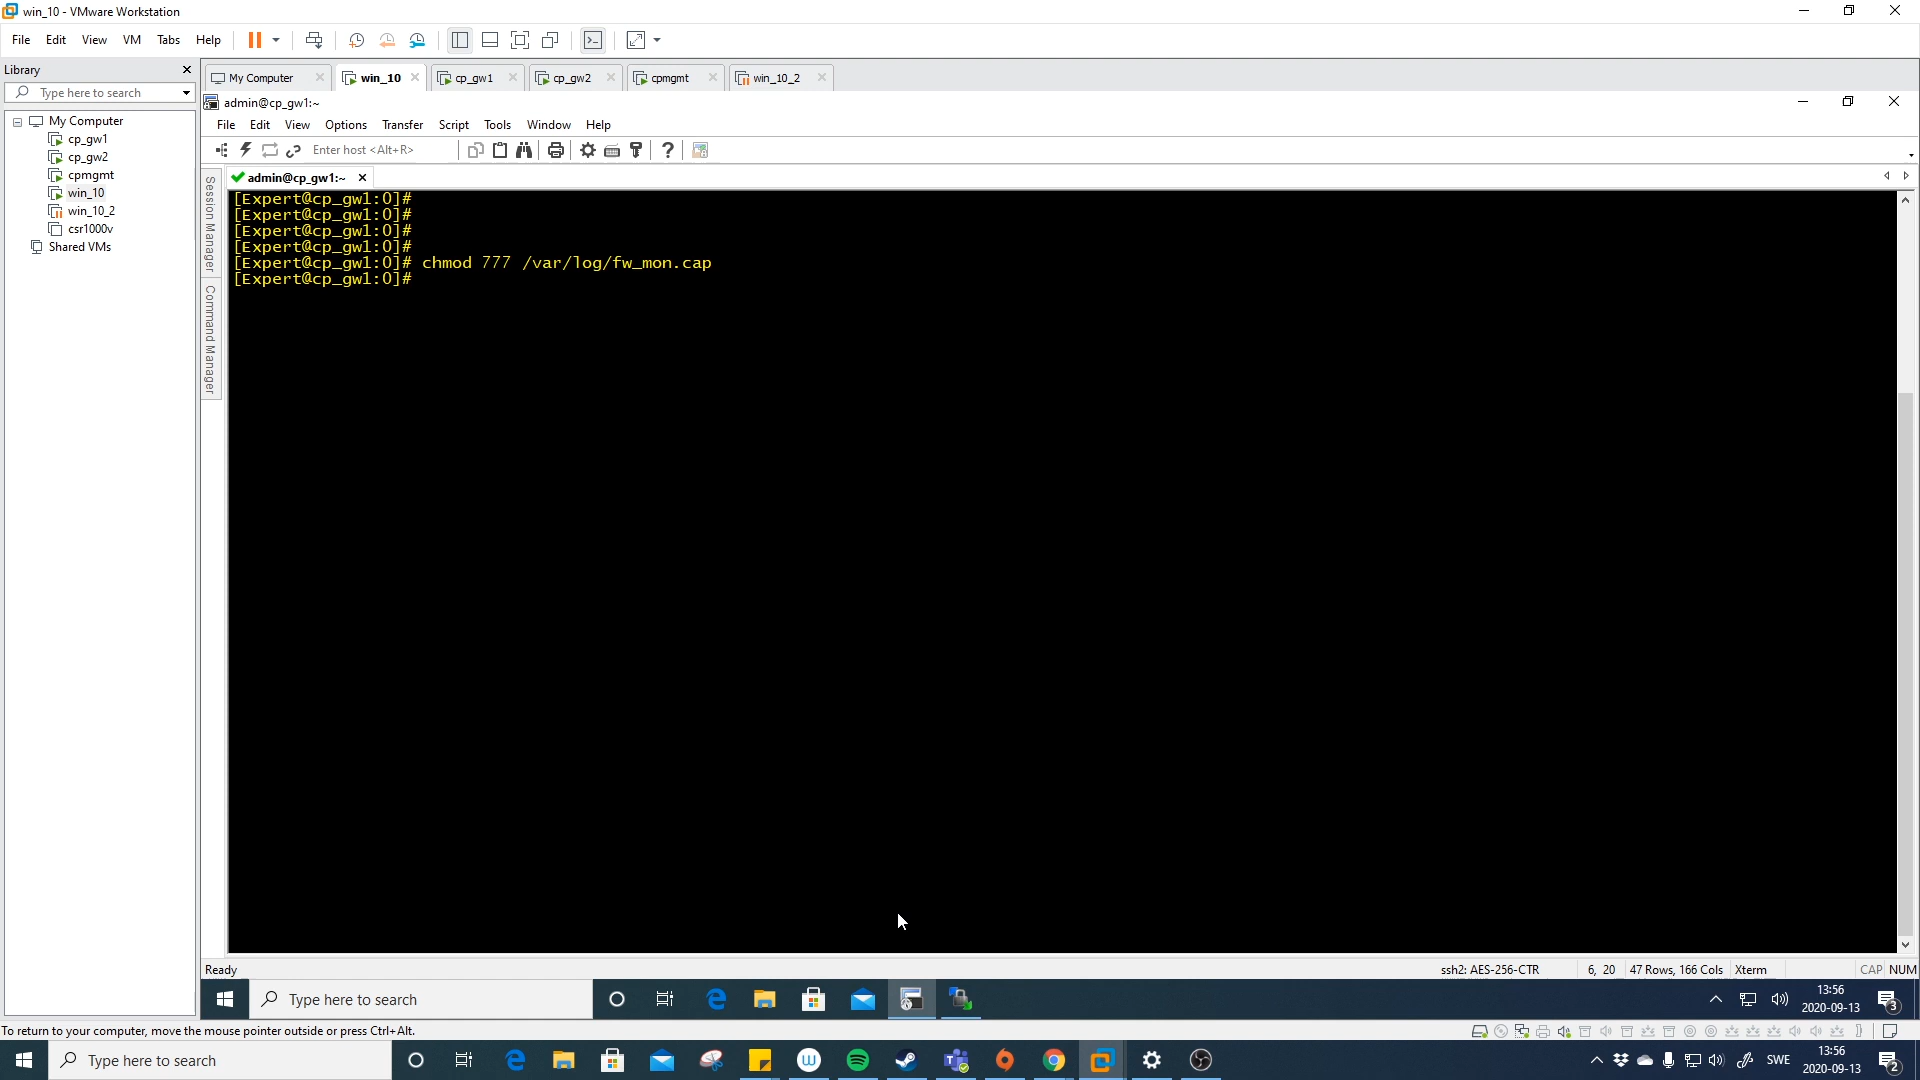 win_10 - VMware Workstation
File Edit View VM Tabs Help
Library
My Computer win_10 cp_gw1 cp_gw2 cpmgmt win_10_2
Type here to search
admin@cp_gw1:~
My Computer
File Edit View Options Transfer Script Tools Window Help
cp_gw1
Enter host <Alt+R>
cp_gw2
cpmgmt
admin@cp_gw1:~
win_10
win_10_2
csr1000v
Shared VMs
Session Manager
Command Manager
[Expert@cp_gw1:0]#
[Expert@cp_gw1:0]#
[Expert@cp_gw1:0]#
[Expert@cp_gw1:0]#
[Expert@cp_gw1:0]# chmod 777 /var/log/fw_mon.cap
[Expert@cp_gw1:0]#
Ready ssh2: AES-256-CTR 6, 20 47 Rows, 166 Cols Xterm CAP NUM
Type here to search
13:56
2020-09-13
3
To return to your computer, move the mouse pointer outside or press Ctrl+Alt.
Type here to search
SWE
13:56
2020-09-13
2